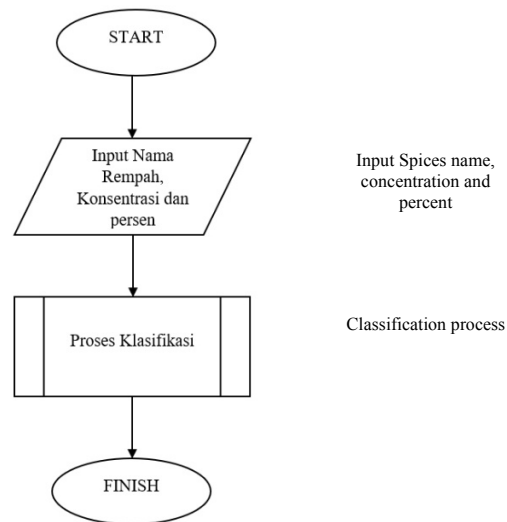 START
Input Nama
Rempah,
Konsentrasi dan
persen
Input Spices name,
concentration and
percent
Proses Klasifikasi
Classification process
FINISH